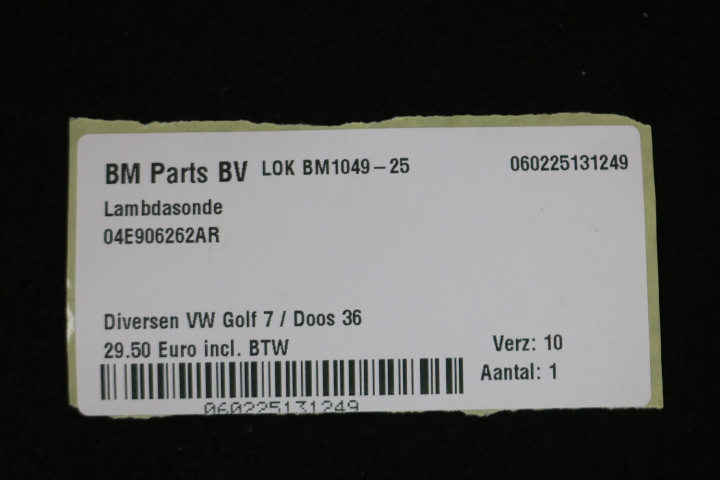 BM Parts BV LOK BM1049-25 060225131249
Lambdasonde
04E906262AR
Diversen VW Golf 7 / Doos 36
29.50 Euro incl. BTW Verz: 10
Aantal: 1
060225131249